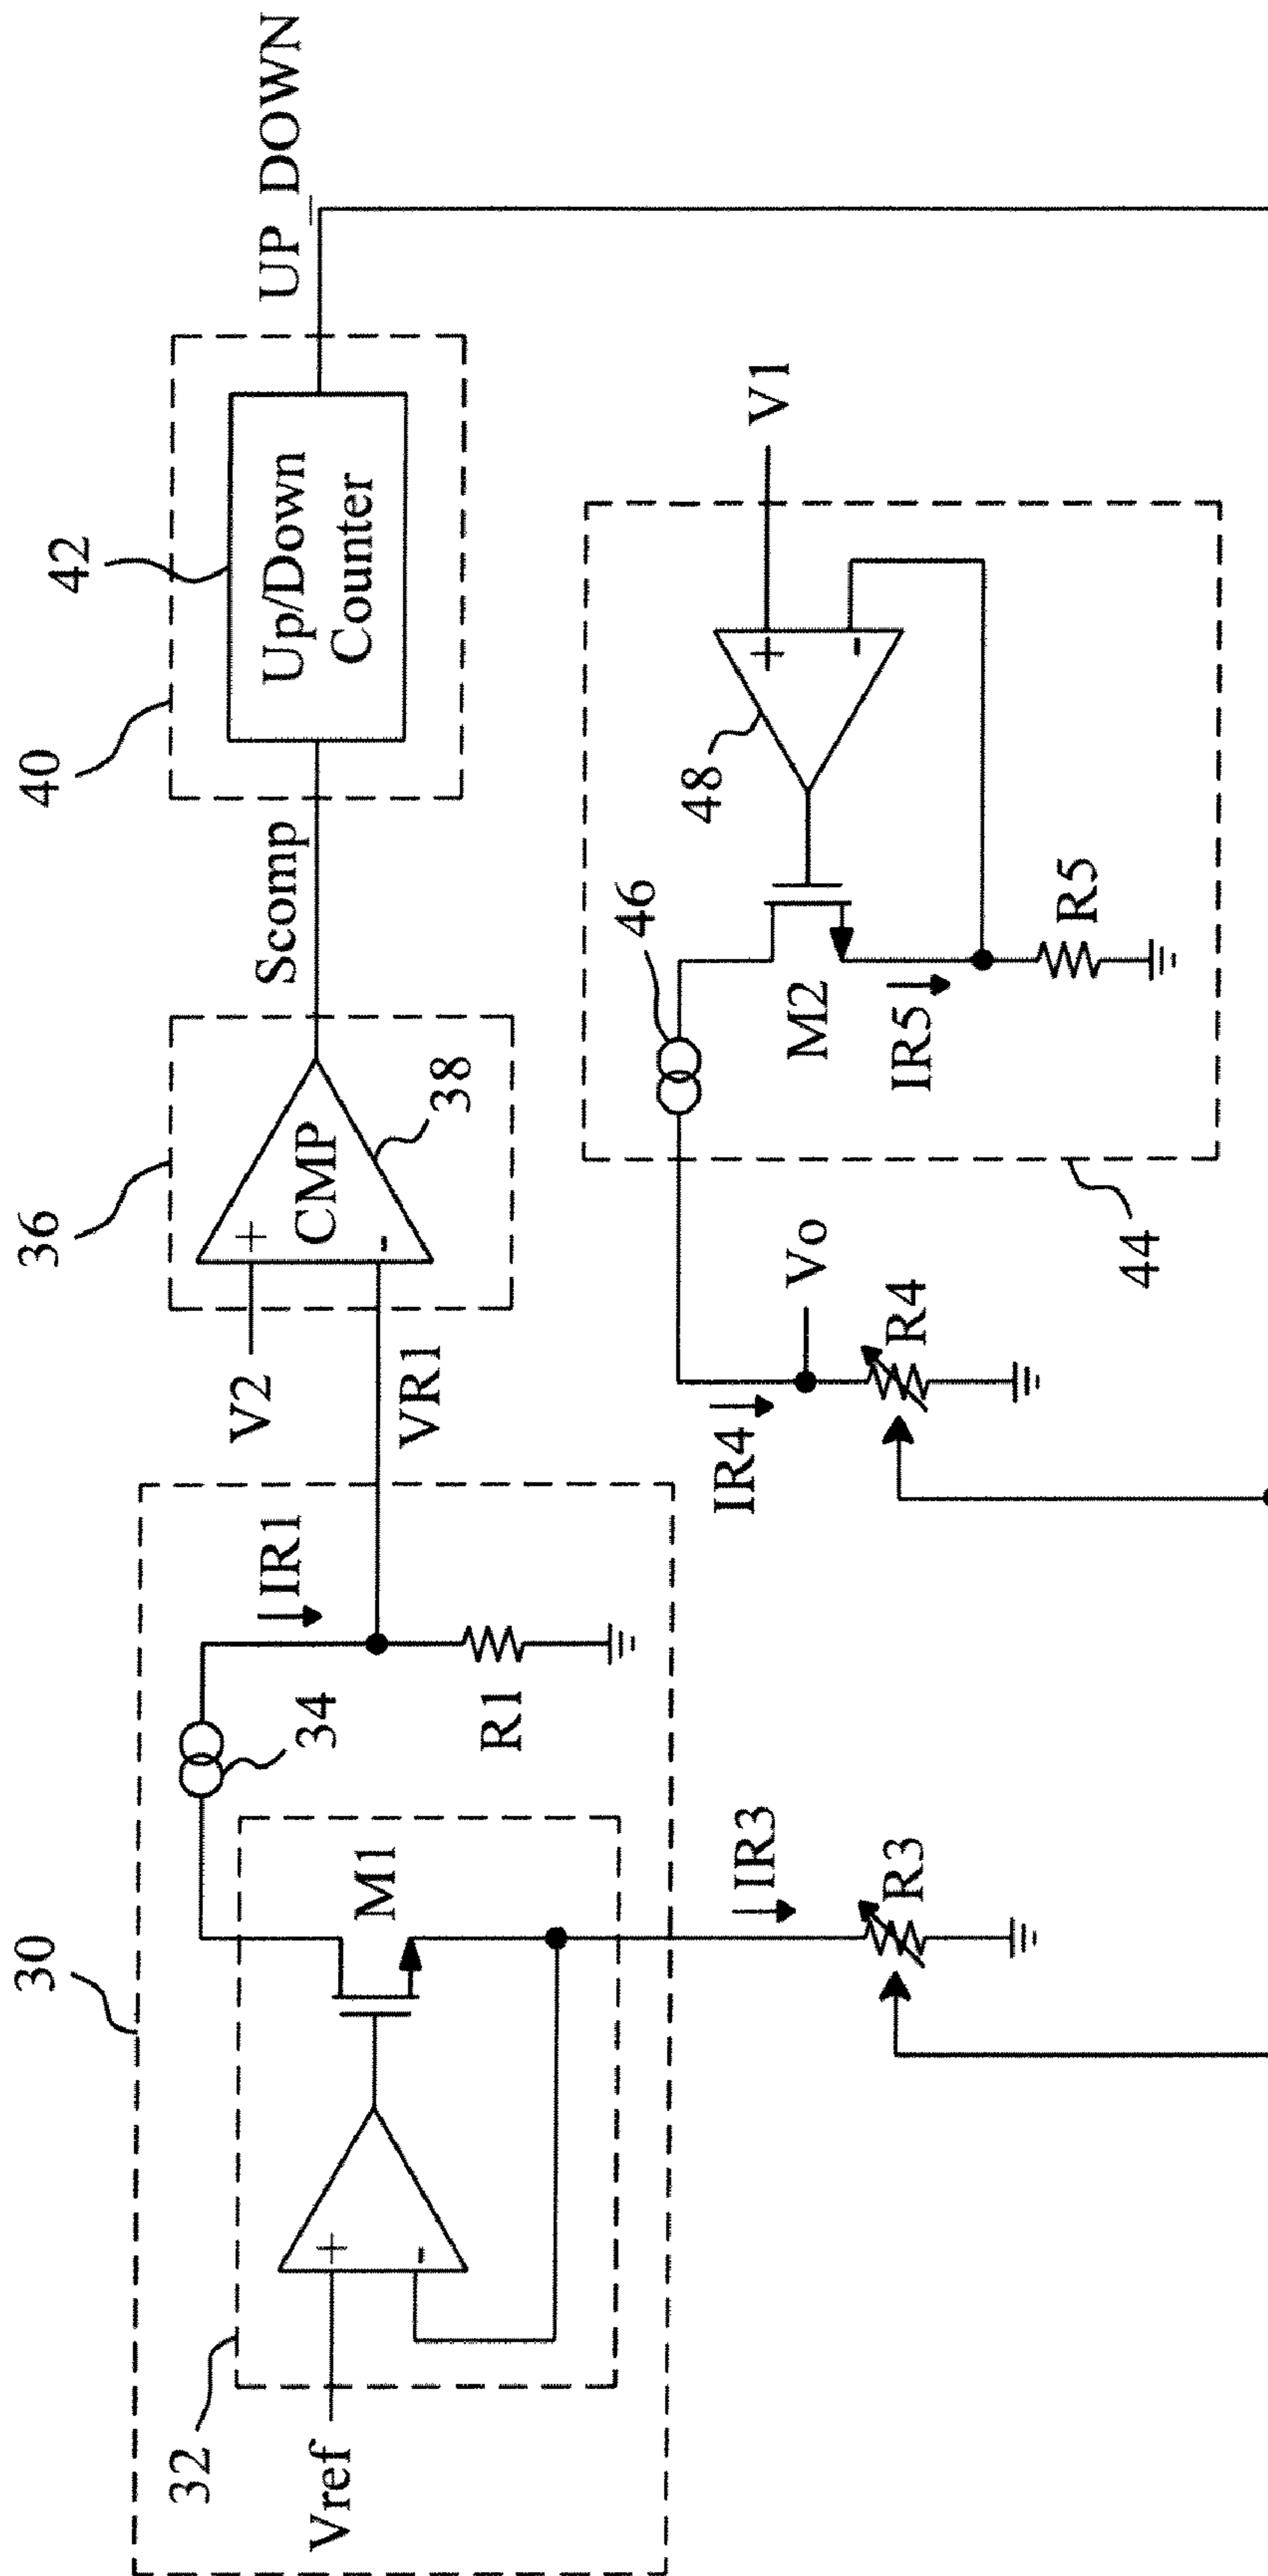 30
32
Vref
+
-
M1
34
IR1
R1
IR3
R3
36
V2
VR1
+
-
CMP
38
Scomp
40
42
Up/Down
Counter
UP_DOWN
IR4
Vo
R4
44
46
M2
IR5
R5
48
+
-
V1